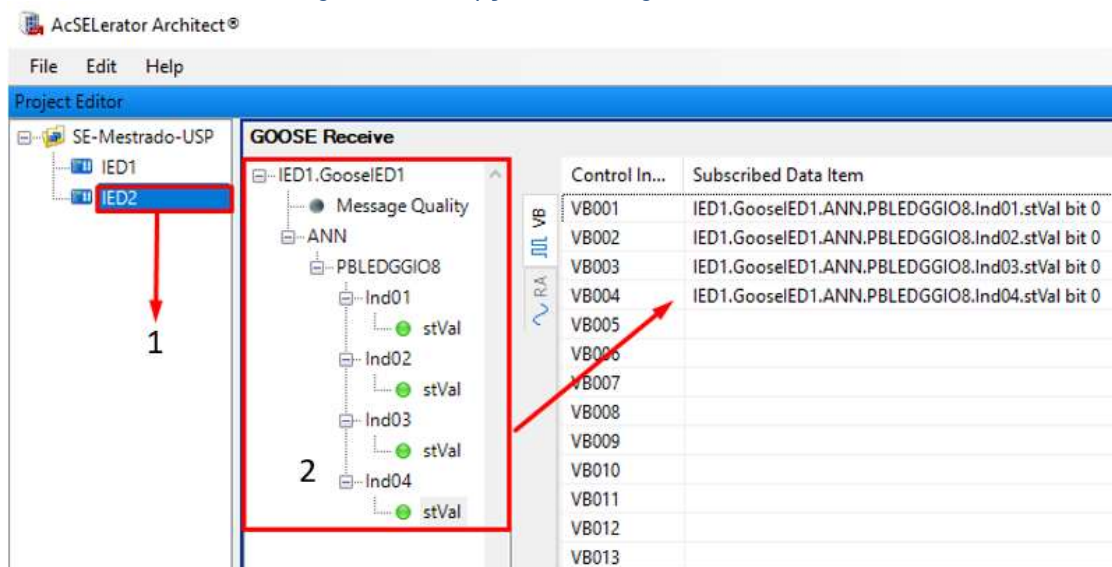 AcSELerator Architect®
File Edit Help
Project Editor
SE-Mestrado-USP
IED1
IED2
1
GOOSE Receive
IED1.GooseIED1
Message Quality
ANN
PBLEDGGIO8
Ind01
stVal
Ind02
stVal
Ind03
stVal
2
Ind04
stVal
VB
RA
Control In... Subscribed Data Item
VB001 IED1.GooseIED1.ANN.PBLEDGGIO8.Ind01.stVal bit 0
VB002 IED1.GooseIED1.ANN.PBLEDGGIO8.Ind02.stVal bit 0
VB003 IED1.GooseIED1.ANN.PBLEDGGIO8.Ind03.stVal bit 0
VB004 IED1.GooseIED1.ANN.PBLEDGGIO8.Ind04.stVal bit 0
VB005
VB006
VB007
VB008
VB009
VB010
VB011
VB012
VB013